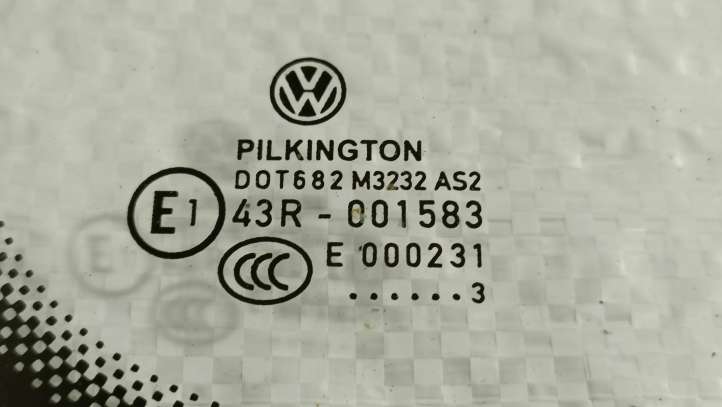 VW
PILKINGTON
DOT682 M3232 AS2
E1 43R - 001583
CCC E 000231
......3